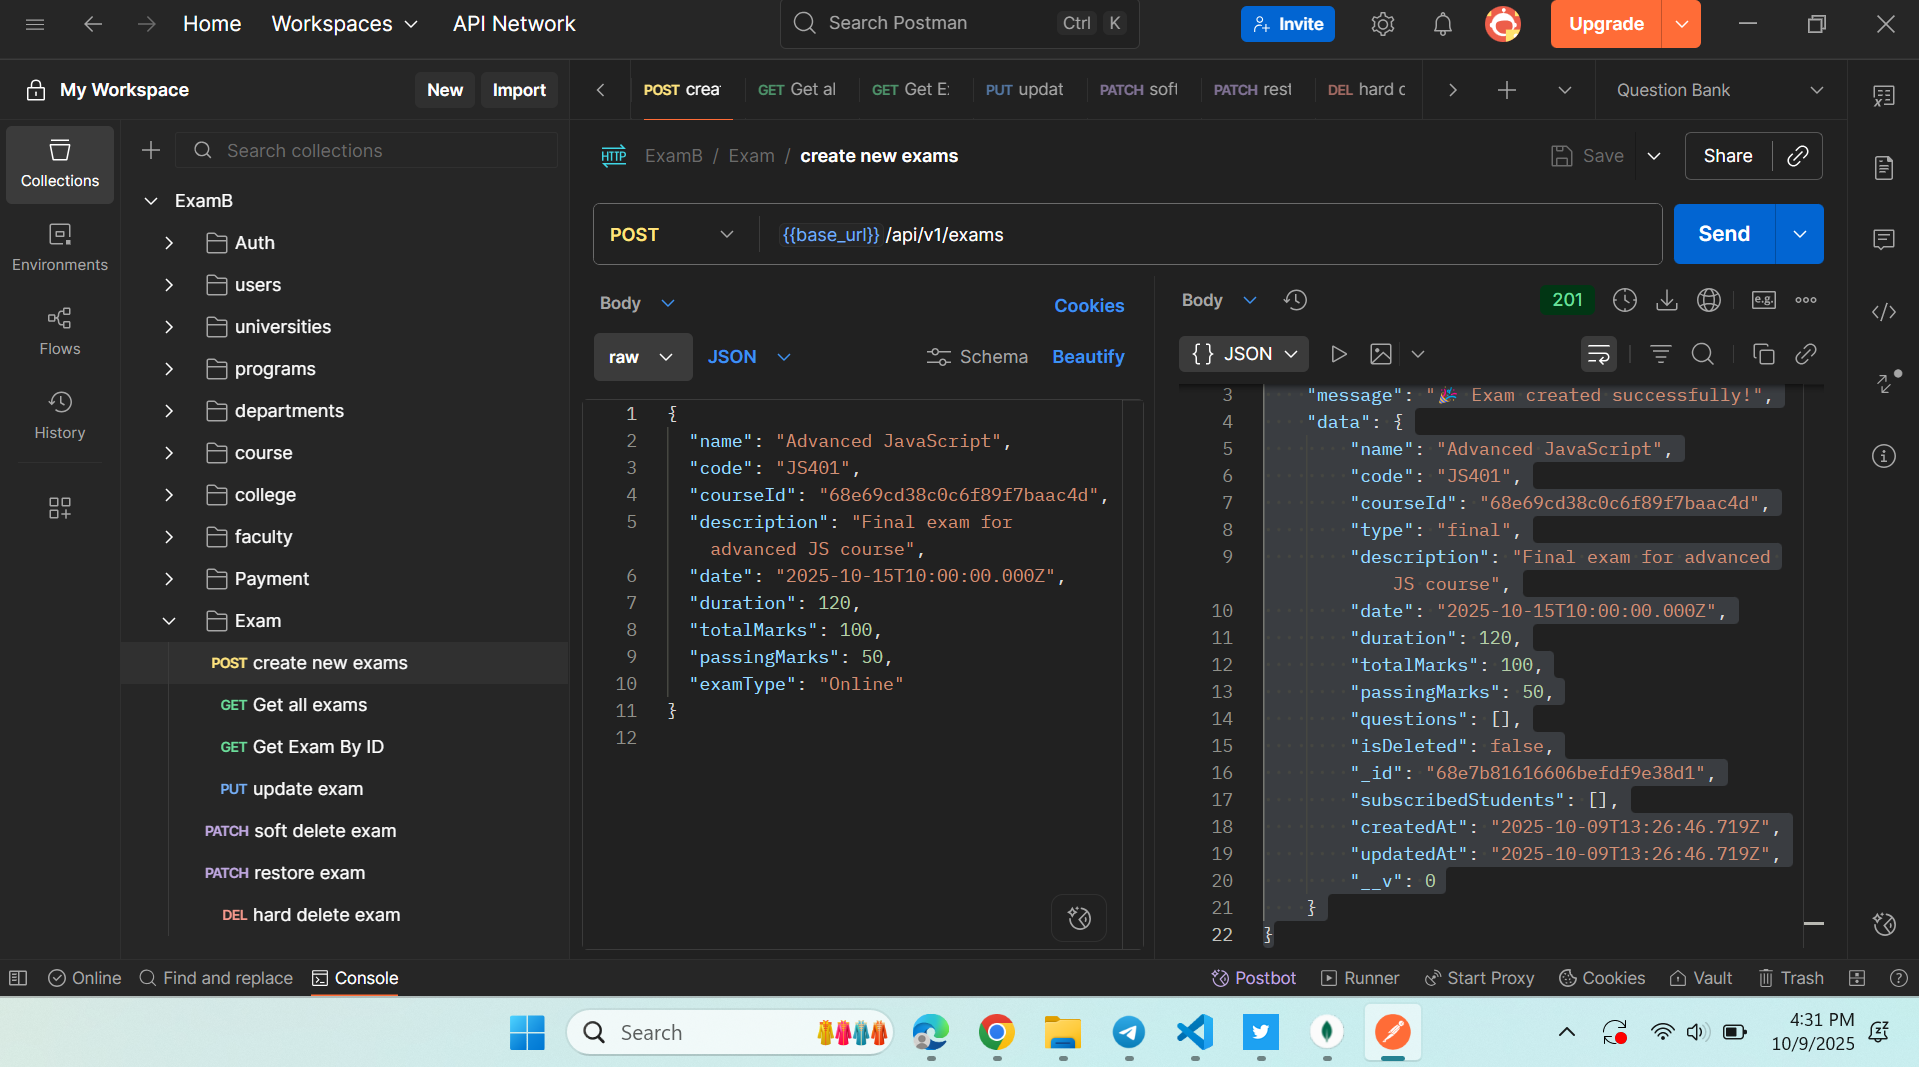 Home
Workspaces
API Network
Search Postman
Ctrl
K
Invite
Upgrade
My Workspace
New
Import
POST crea
GET Get al
GET Get E
PUT updat
PATCH soft
PATCH rest
DEL hard
Question Bank
Collections
Environments
Flows
History
Search collections
ExamB
Auth
users
universities
programs
departments
course
college
faculty
Payment
Exam
POST create new exams
GET Get all exams
GET Get Exam By ID
PUT update exam
PATCH soft delete exam
PATCH restore exam
DEL hard delete exam
HTTP
ExamB / Exam / create new exams
Save
Share
POST
{{base_url}} /api/v1/exams
Send
Body
Cookies
raw
JSON
Schema
Beautify
1 {
2 "name": "Advanced JavaScript",
3 "code": "JS401",
4 "courseId": "68e69cd38c0c6f89f7baac4d",
5 "description": "Final exam for
advanced JS course",
6 "date": "2025-10-15T10:00:00.000Z",
7 "duration": 120,
8 "totalMarks": 100,
9 "passingMarks": 50,
10 "examType": "Online"
11 }
12
Body
201
e.g.
{} JSON
3 "message": "🎉 Exam created successfully!",
4 "data": {
5 "name": "Advanced JavaScript",
6 "code": "JS401",
7 "courseId": "68e69cd38c0c6f89f7baac4d",
8 "type": "final",
9 "description": "Final exam for advanced
JS course",
10 "date": "2025-10-15T10:00:00.000Z",
11 "duration": 120,
12 "totalMarks": 100,
13 "passingMarks": 50,
14 "questions": [],
15 "isDeleted": false,
16 "_id": "68e7b81616606befdf9e38d1",
17 "subscribedStudents": [],
18 "createdAt": "2025-10-09T13:26:46.719Z",
19 "updatedAt": "2025-10-09T13:26:46.719Z",
20 "__v": 0
21 }
22 }
Online
Find and replace
Console
Postbot
Runner
Start Proxy
Cookies
Vault
Trash
Search
4:31 PM
10/9/2025